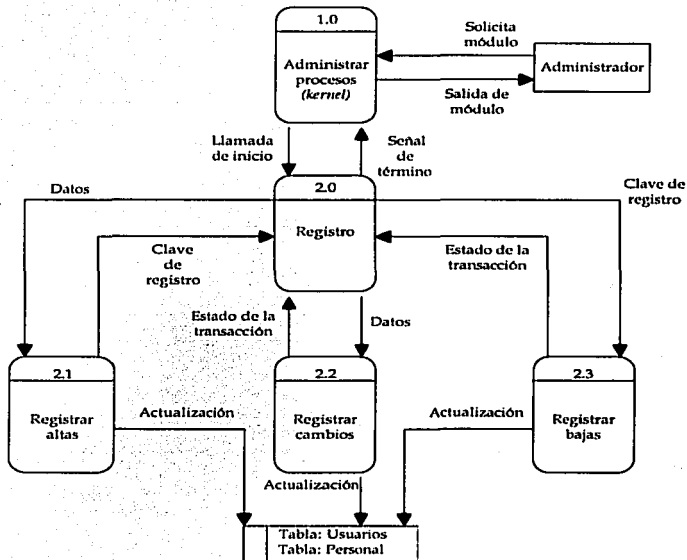 1.0
Administrar
procesos
(kernel)
Solicita
módulo
Administrador
Salida de
módulo
Llamada
de inicio
Señal
de
término
2.0
Registro
Datos
Clave de
registro
Clave
de
registro
Estado de la
transacción
Estado de la
transacción
Datos
2.1
Registrar
altas
Actualización
2.2
Registrar
cambios
Actualización
2.3
Registrar
bajas
Actualización
Tabla: Usuarios
Tabla: Personal